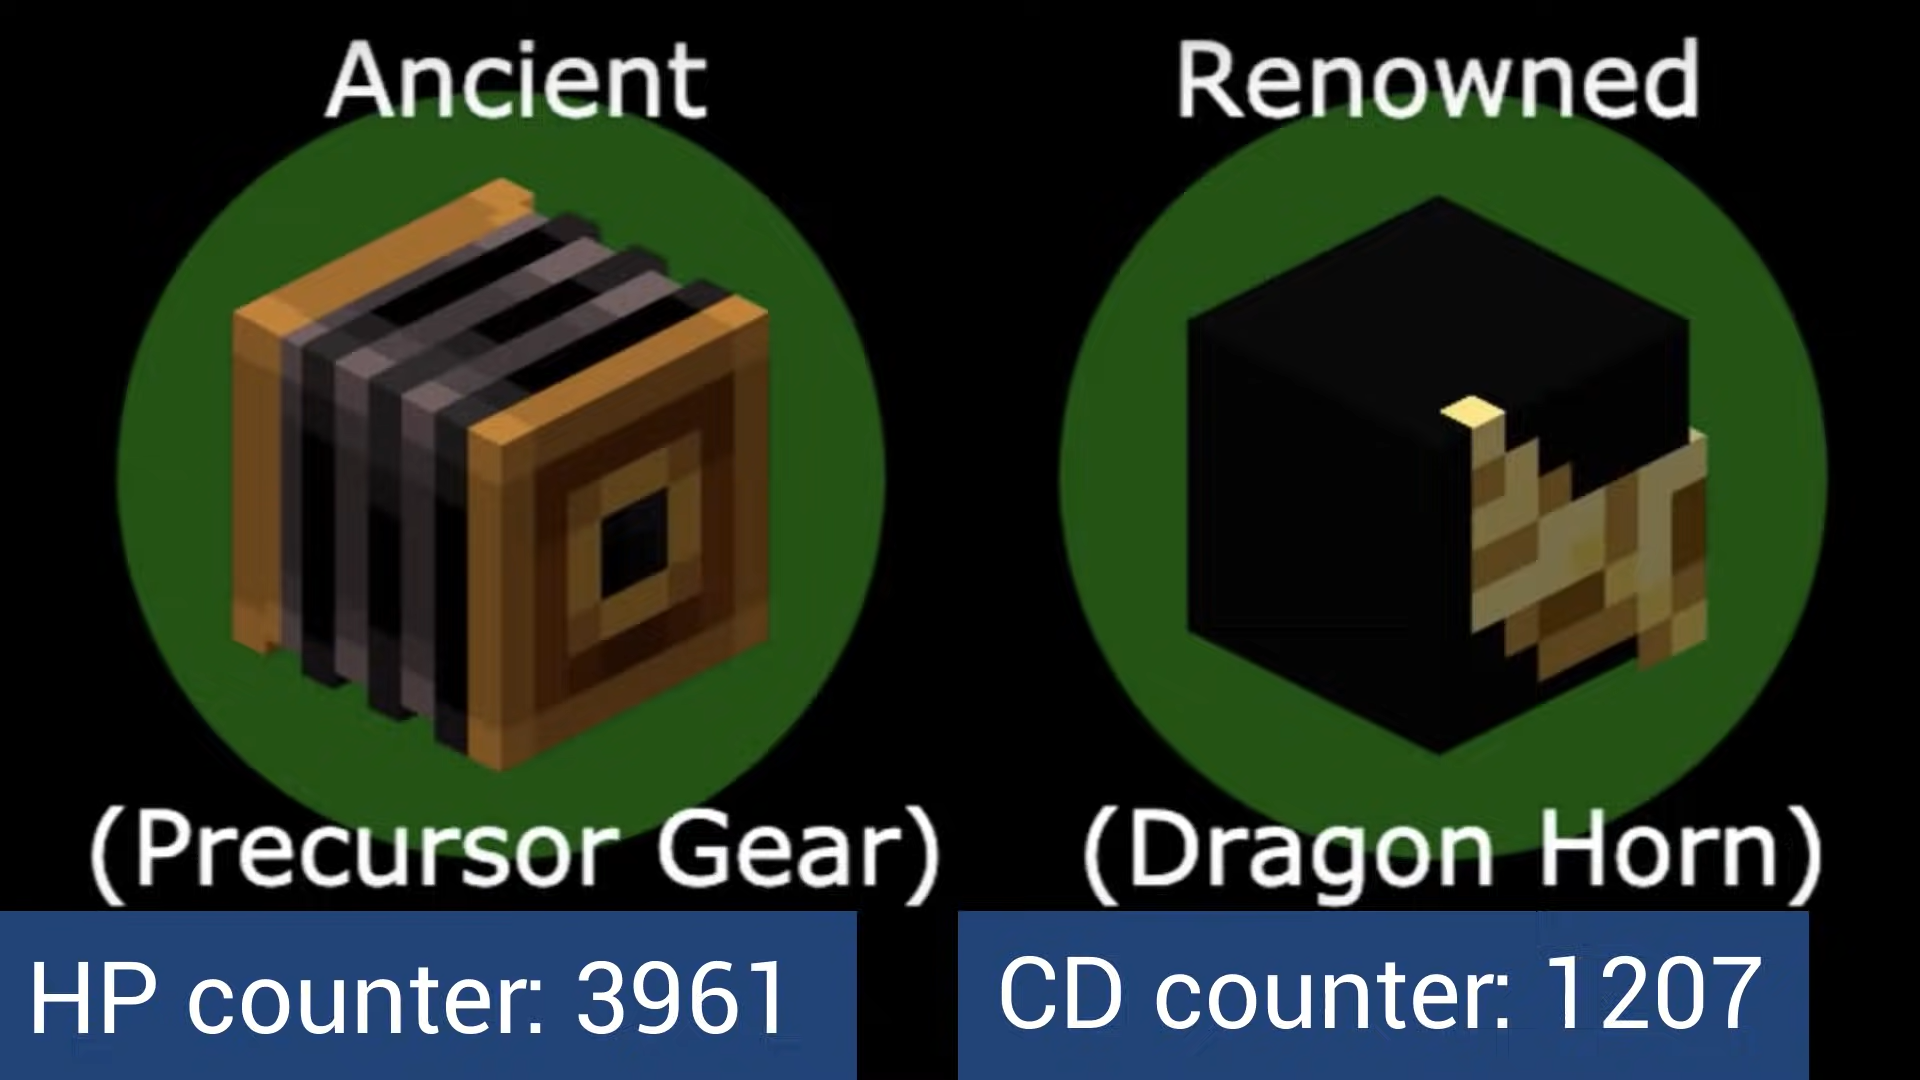 Ancient
Renowned
(Precursor Gear)
(Dragon Horn)
HP counter: 3961
CD counter: 1207